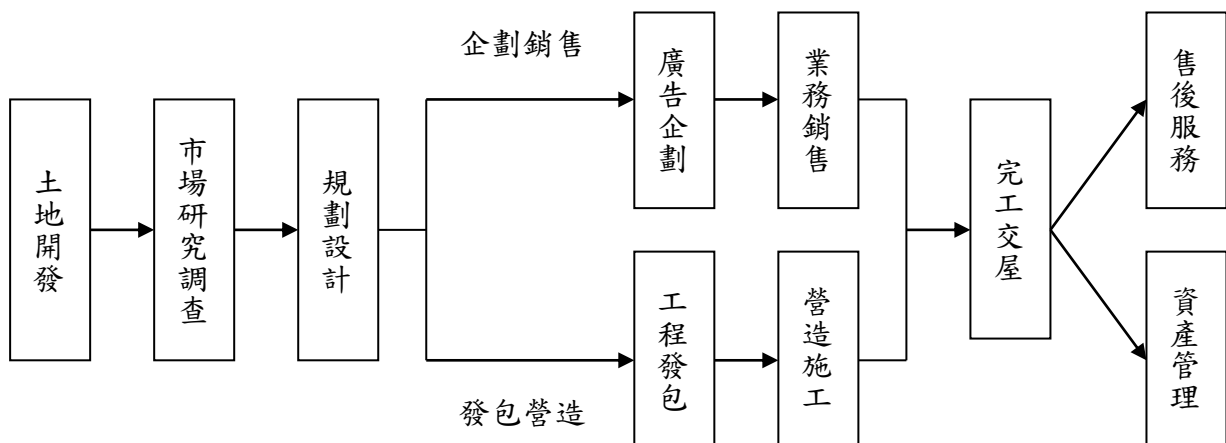 土地開發
市場研究調查
規劃設計
企劃銷售
廣告企劃
業務銷售
發包營造
工程發包
營造施工
完工交屋
售後服務
資產管理